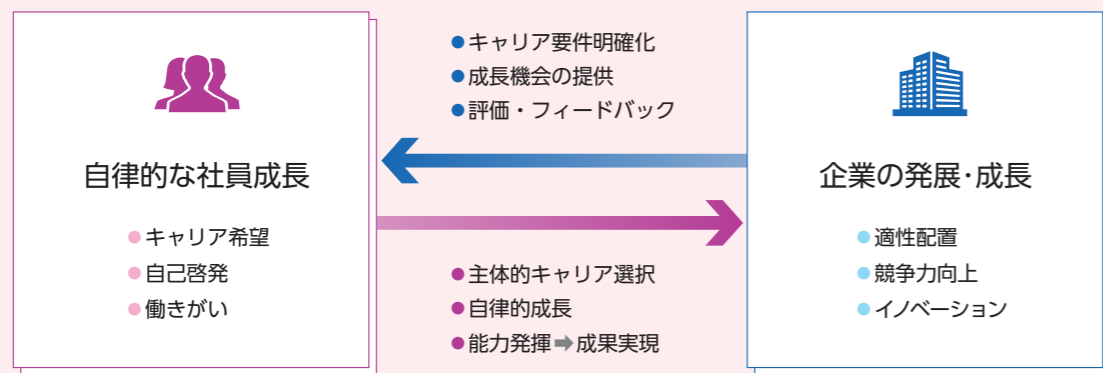 自律的な社員成長
●キャリア希望
●自己啓発
●働きがい
●キャリア要件明確化
●成長機会の提供
●評価・フィードバック
●主体的キャリア選択
●自律的成長
●能力発揮➡成果実現
企業の発展・成長
●適性配置
●競争力向上
●イノベーション